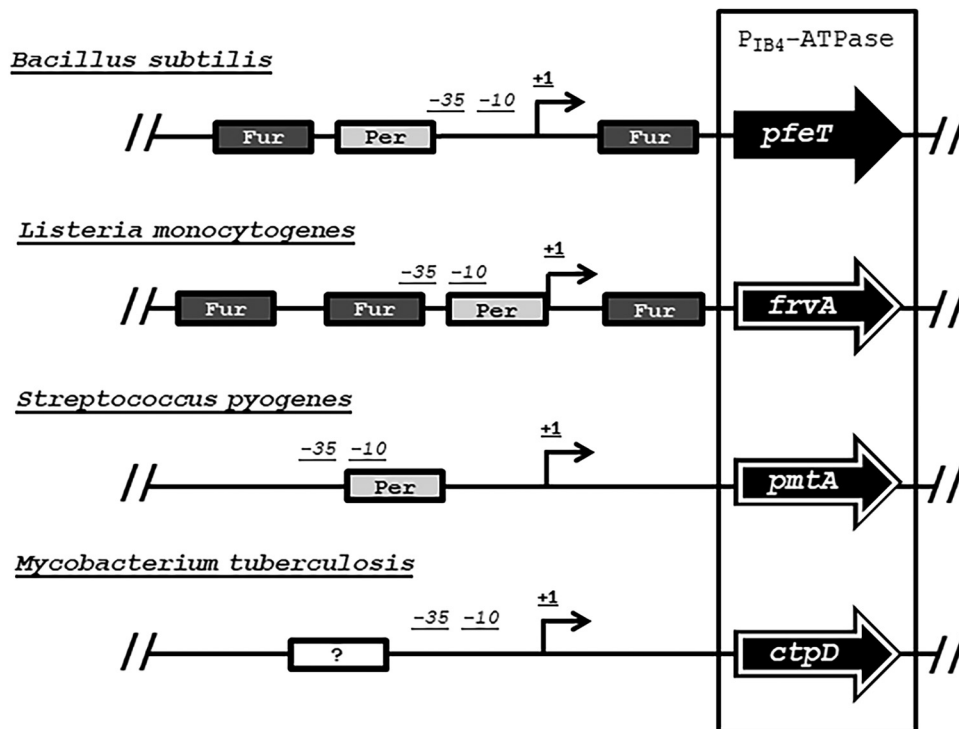 P_IB4-ATPase
Bacillus subtilis
-35 -10 +1
Fur Per Fur pfeT
Listeria monocytogenes
-35 -10 +1
Fur Fur Per Fur frvA
Streptococcus pyogenes
-35 -10 +1
Per pmtA
Mycobacterium tuberculosis
-35 -10 +1
? ctpD